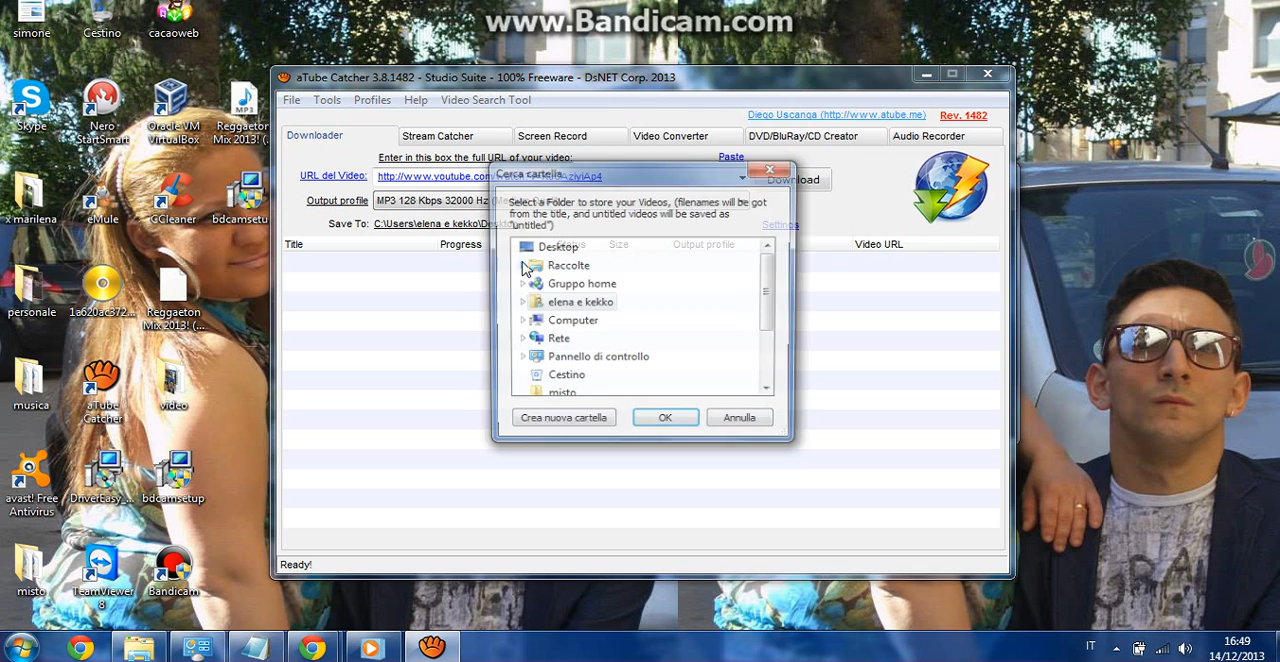 www.Bandicam.com
simone
Cestino
cacaoweb
Skype
Nero StartSmart
Oracle VM VirtualBox
Reggaeton Mix 2013! (...
x marilena
eMule
CCleaner
bdcamsetup
personale
1a620ac372...
Reggaeton Mix 2013! (...
musica
aTube Catcher
video
avast! Free Antivirus
DriverEasy_...
bdcamsetup
misto
TeamViewer 8
Bandicam
aTube Catcher 3.8.1482 - Studio Suite - 100% Freeware - DsNET Corp. 2013
File Tools Profiles Help Video Search Tool
Diego Uscanga (http://www.atube.me) Rev. 1482
Downloader Stream Catcher Screen Record Video Converter DVD/BluRay/CD Creator Audio Recorder
Enter in this box the full URL of your video: Paste
URL del Video: http://www.youtube.com/ Download
Output profile MP3 128 Kbps 32000 Hz
Save To: C:\Users\elena e kekko\Desktop Settings
Title Progress Status Size Output profile Video URL
Cerca cartella
Select a Folder to store your Videos, (filenames will be got
from the title, and untitled videos will be saved as
"untitled")
Desktop
Raccolte
Gruppo home
elena e kekko
Computer
Rete
Pannello di controllo
Cestino
misto
Crea nuova cartella OK Annulla
Ready!
IT
16:49
14/12/2013